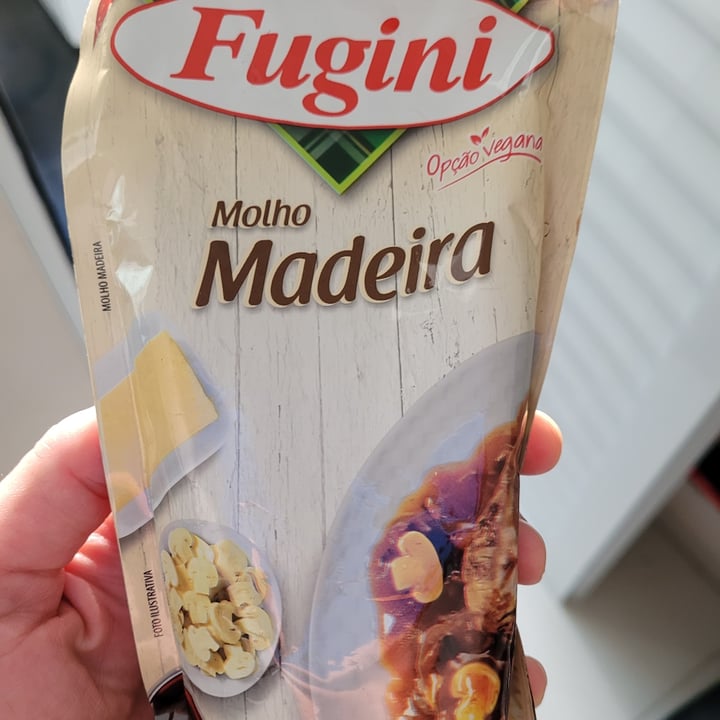 Fugini
Opção vegana
Molho
Madeira
MOLHO MADEIRA
FOTO ILUSTRATIVA